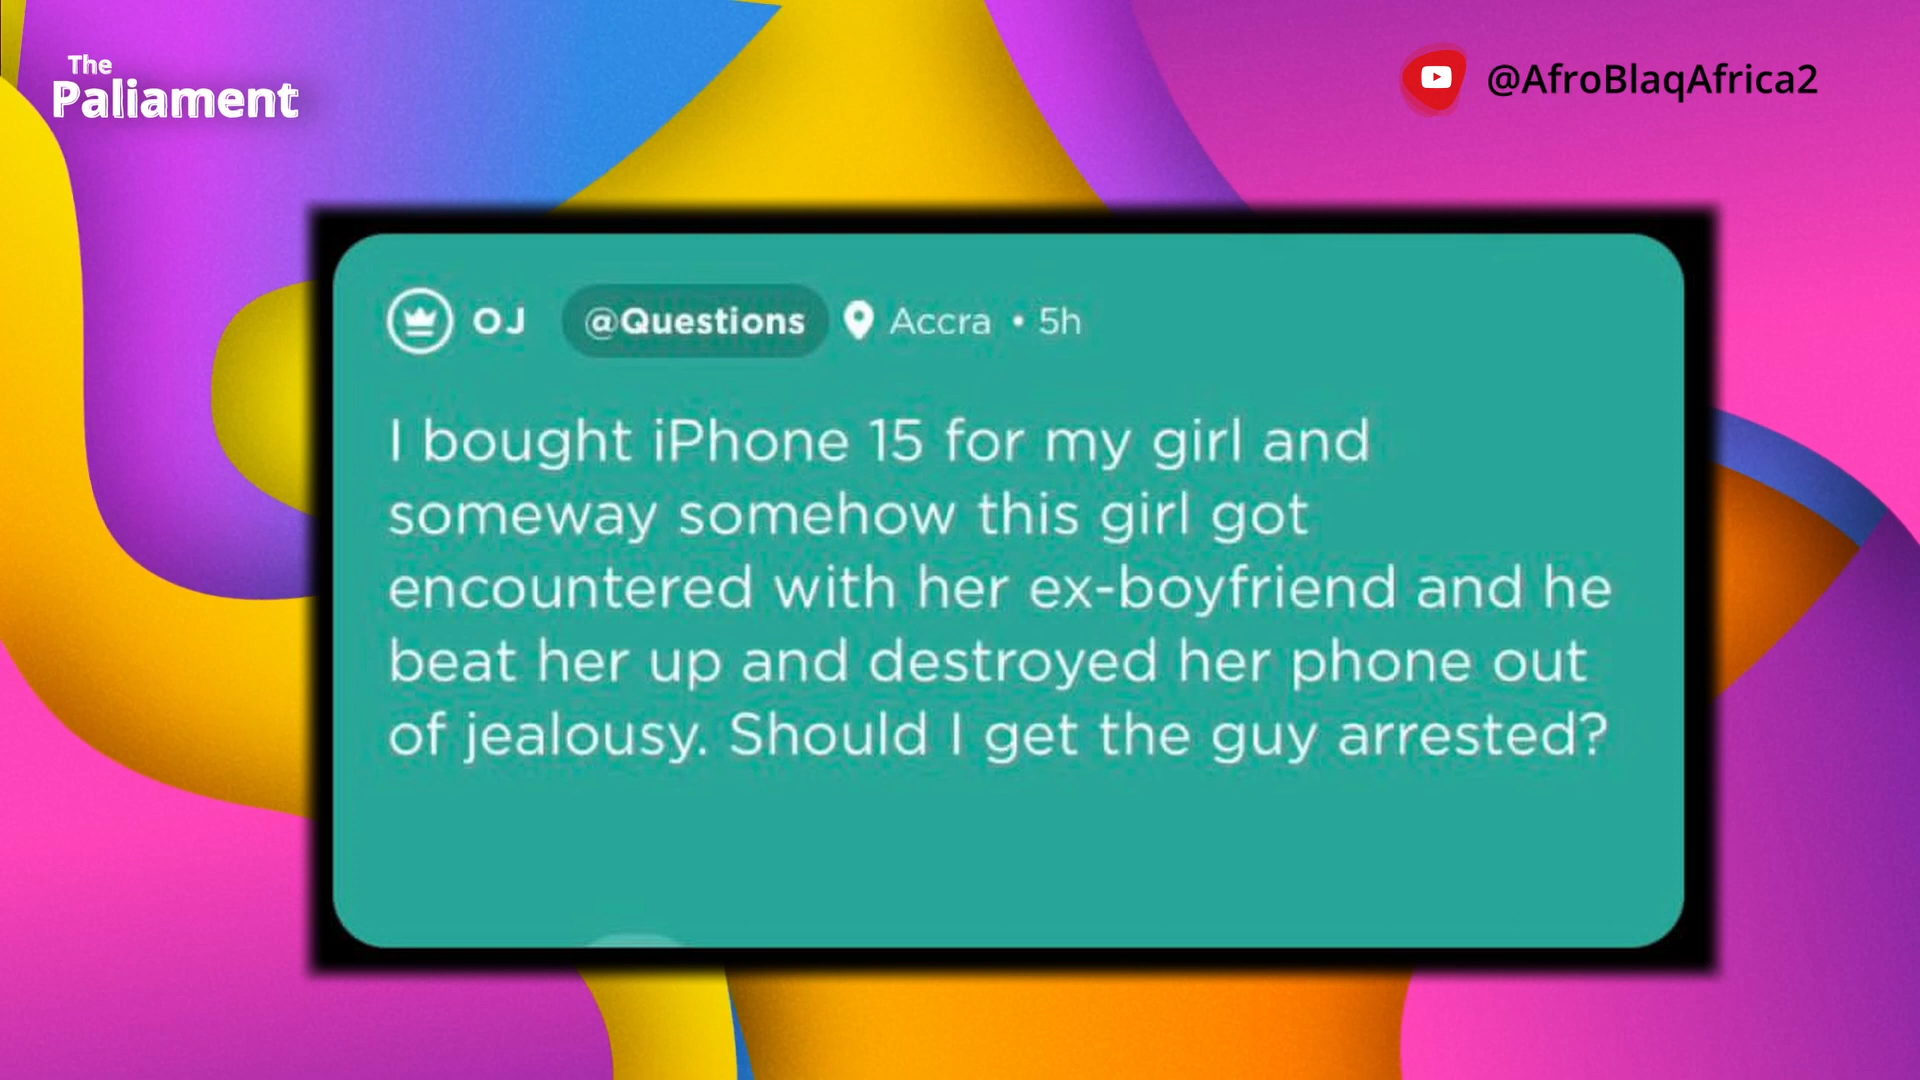 The
Paliament
@AfroBlaqAfrica2
OJ @Questions Accra • 5h
I bought iPhone 15 for my girl and
someway somehow this girl got
encountered with her ex-boyfriend and he
beat her up and destroyed her phone out
of jealousy. Should I get the guy arrested?